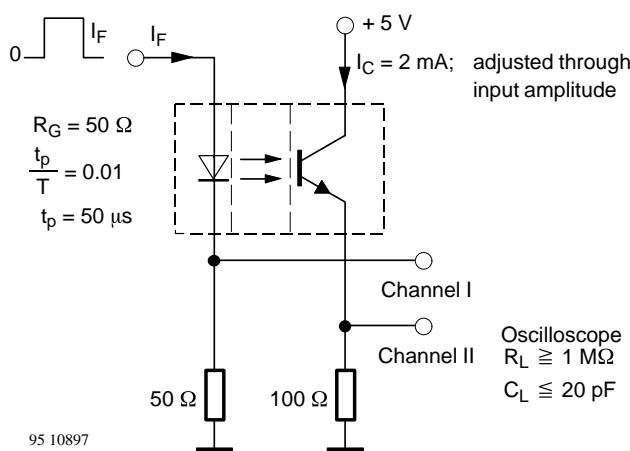 0
I_F
I_F
+ 5 V
I_C = 2 mA; adjusted through
input amplitude
R_G = 50 Ω
t_p
T = 0.01
t_p = 50 μs
Channel I
Channel II
Oscilloscope
R_L ≧ 1 MΩ
C_L ≦ 20 pF
50 Ω
100 Ω
95 10897